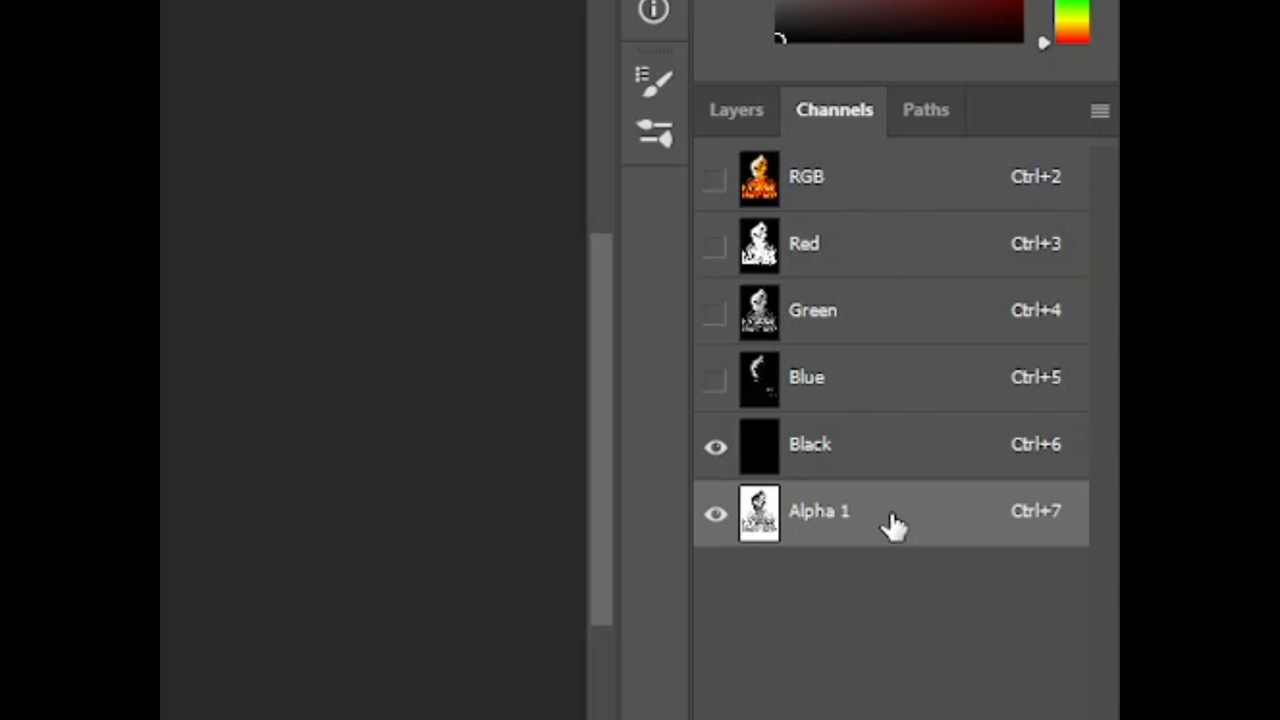 Layers Channels Paths
RGB Ctrl+2
Red Ctrl+3
Green Ctrl+4
Blue Ctrl+5
Black Ctrl+6
Alpha 1 Ctrl+7